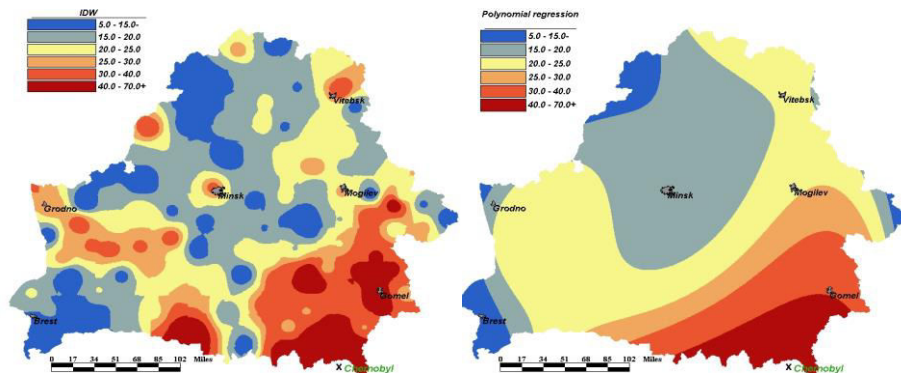 IDW
5.0 - 15.0-
15.0 - 20.0
20.0 - 25.0
25.0 - 30.0
30.0 - 40.0
40.0 - 70.0+
Vitebsk
Minsk
Mogilev
Grodno
Gomel
Brest
0 17 34 51 68 85 102 Miles
x Chernobyl
Polynomial regression
5.0 - 15.0-
15.0 - 20.0
20.0 - 25.0
25.0 - 30.0
30.0 - 40.0
40.0 - 70.0+
Vitebsk
Minsk
Mogilev
Grodno
Gomel
Brest
0 17 34 51 68 85 102 Miles
x Chernobyl